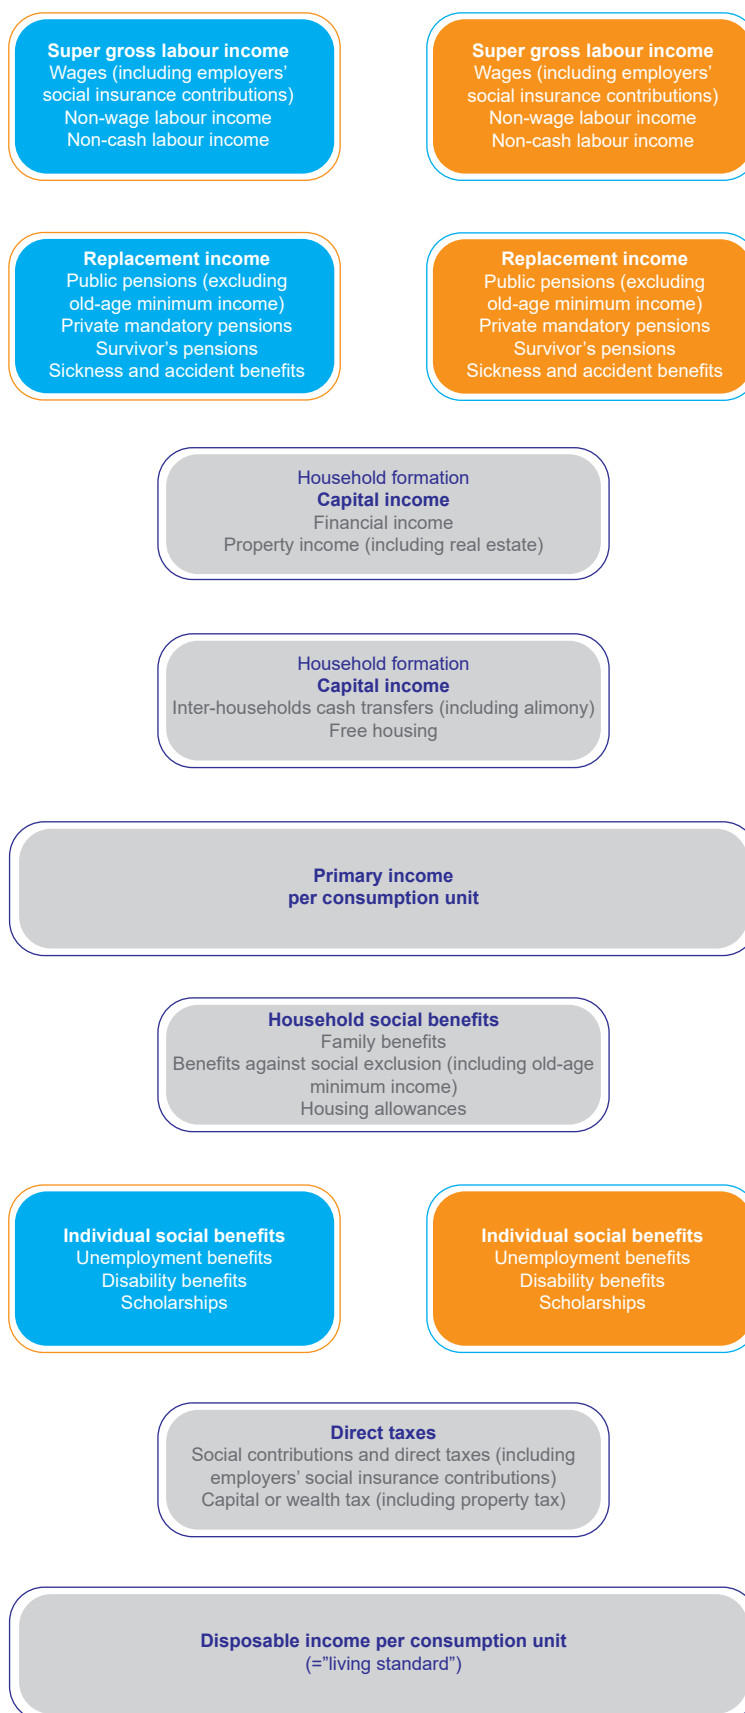 Super gross labour income
Wages (including employers’
social insurance contributions)
Non-wage labour income
Non-cash labour income
Super gross labour income
Wages (including employers’
social insurance contributions)
Non-wage labour income
Non-cash labour income
Replacement income
Public pensions (excluding
old-age minimum income)
Private mandatory pensions
Survivor’s pensions
Sickness and accident benefits
Replacement income
Public pensions (excluding
old-age minimum income)
Private mandatory pensions
Survivor’s pensions
Sickness and accident benefits
Household formation
Capital income
Financial income
Property income (including real estate)
Household formation
Capital income
Inter-households cash transfers (including alimony)
Free housing
Primary income
per consumption unit
Household social benefits
Family benefits
Benefits against social exclusion (including old-age
minimum income)
Housing allowances
Individual social benefits
Unemployment benefits
Disability benefits
Scholarships
Individual social benefits
Unemployment benefits
Disability benefits
Scholarships
Direct taxes
Social contributions and direct taxes (including
employers’ social insurance contributions)
Capital or wealth tax (including property tax)
Disposable income per consumption unit
(=”living standard”)